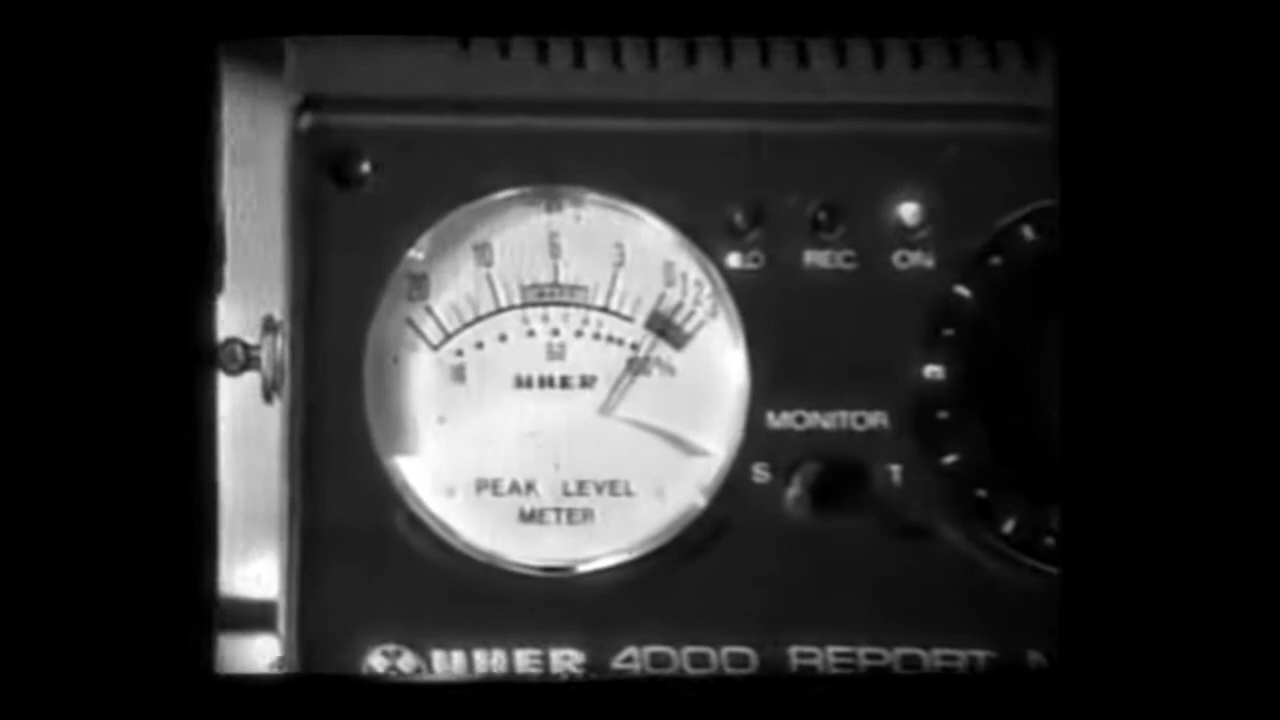 20 10 6 3 0 1 2 3
UHER
PEAK LEVEL
METER
REC. ON
MONITOR
S T
UHER 4000 REPORT